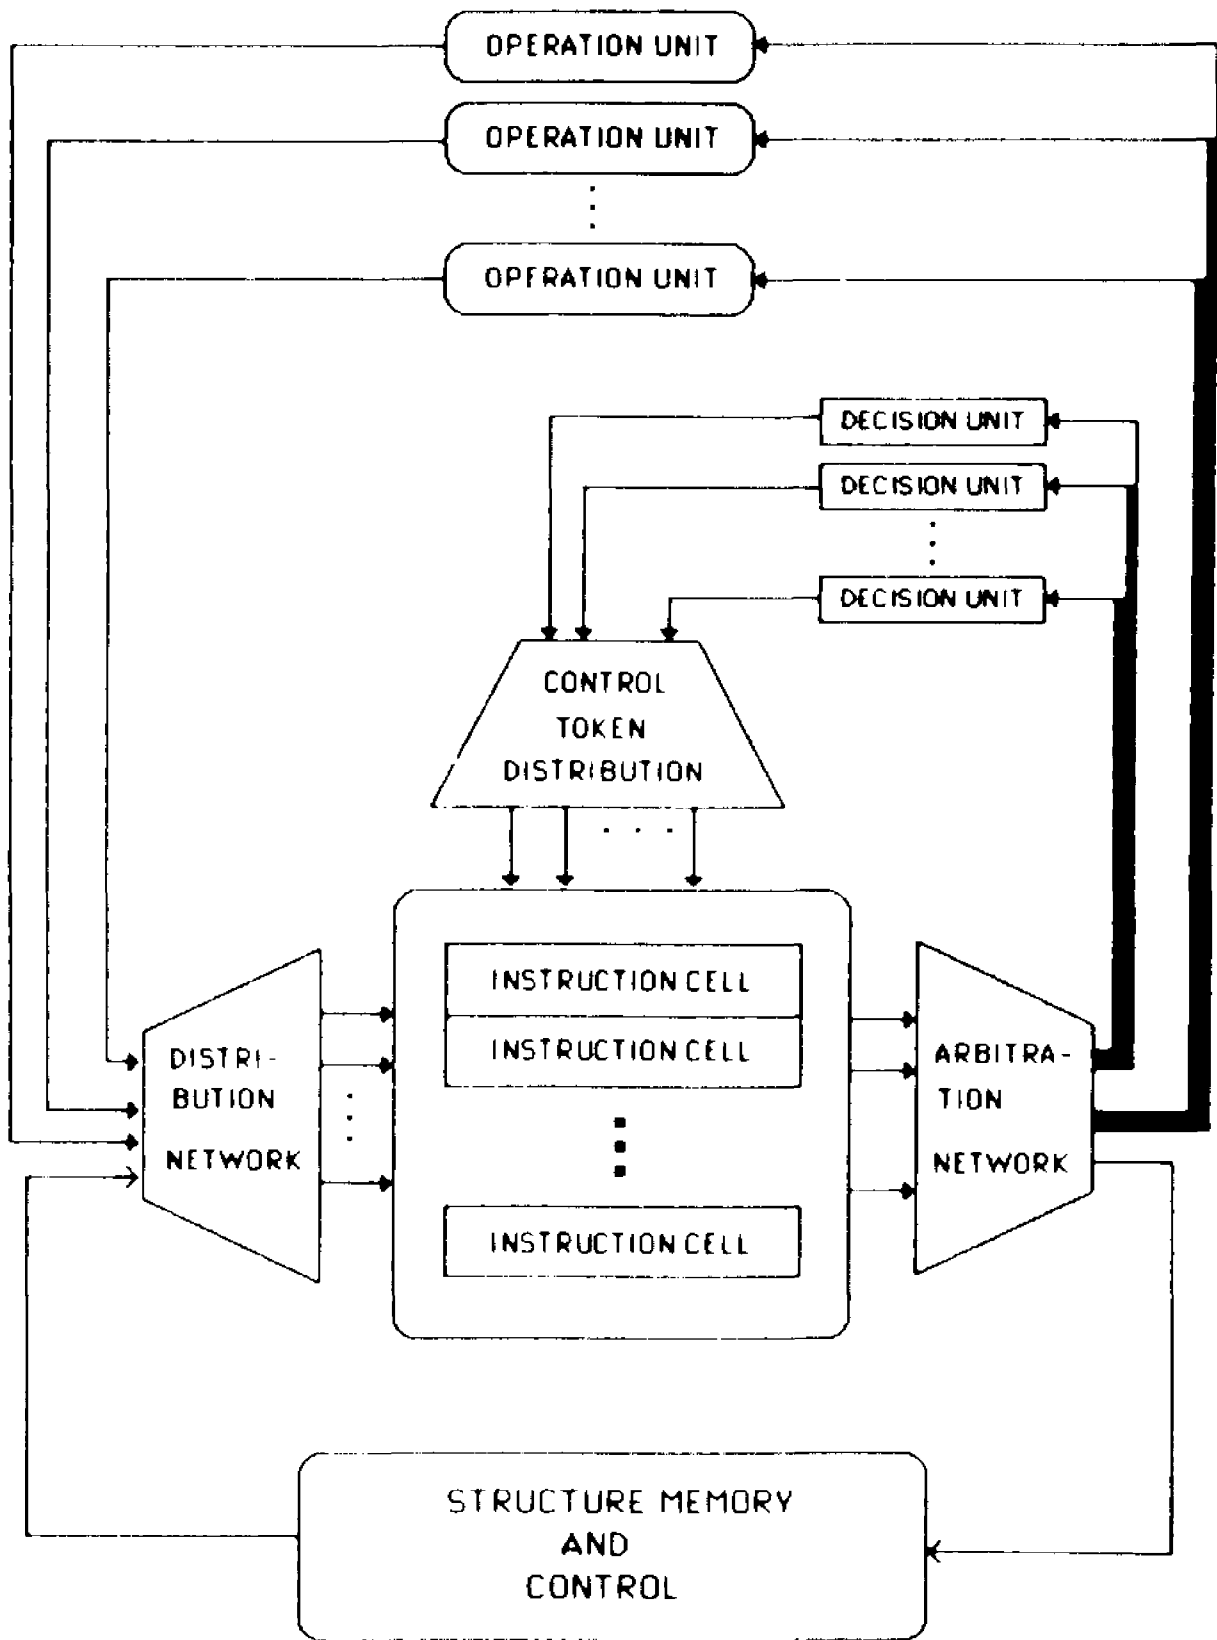 OPERATION UNIT
OPERATION UNIT
OPERATION UNIT
DECISION UNIT
DECISION UNIT
DECISION UNIT
CONTROL
TOKEN
DISTRIBUTION
INSTRUCTION CELL
INSTRUCTION CELL
INSTRUCTION CELL
DISTRI-
BUTION
NETWORK
ARBITRA-
TION
NETWORK
STRUCTURE MEMORY
AND
CONTROL